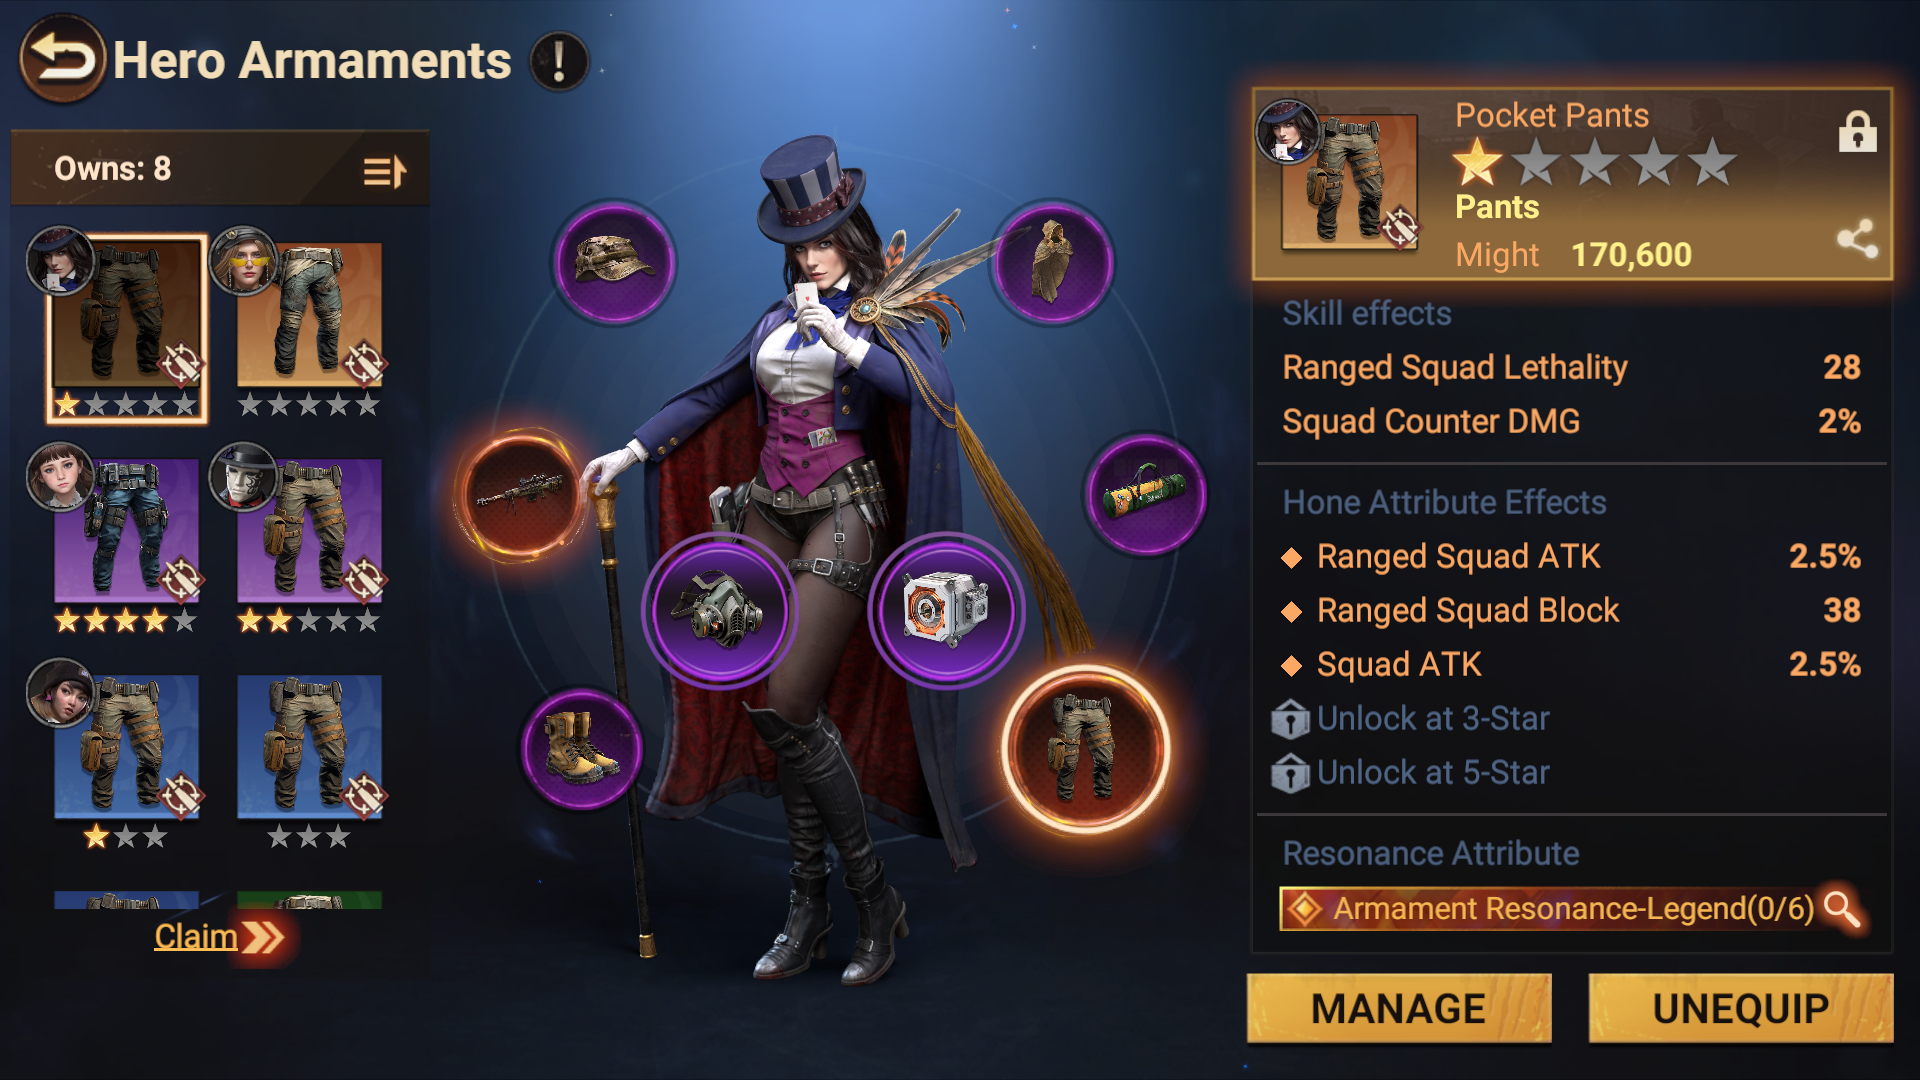 Hero Armaments
Owns: 8
Claim
Pocket Pants
Pants
Might 170,600
Skill effects
Ranged Squad Lethality 28
Squad Counter DMG 2%
Hone Attribute Effects
Ranged Squad ATK 2.5%
Ranged Squad Block 38
Squad ATK 2.5%
Unlock at 3-Star
Unlock at 5-Star
Resonance Attribute
Armament Resonance-Legend(0/6)
MANAGE
UNEQUIP